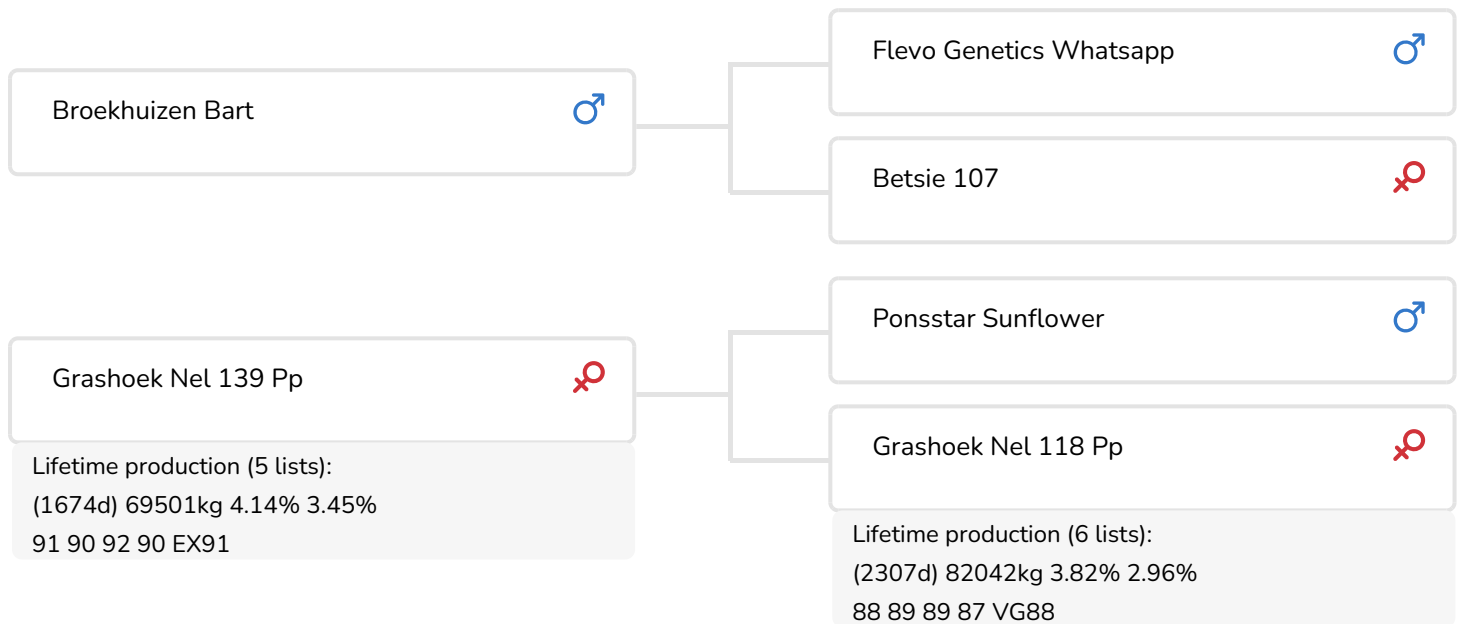 Broekhuizen Bart
Flevo Genetics Whatsapp
Betsie 107
Grashoek Nel 139 Pp
Lifetime production (5 lists):
(1674d) 69501kg 4.14% 3.45%
91 90 92 90 EX91
Ponsstar Sunflower
Grashoek Nel 118 Pp
Lifetime production (6 lists):
(2307d) 82042kg 3.82% 2.96%
88 89 89 87 VG88